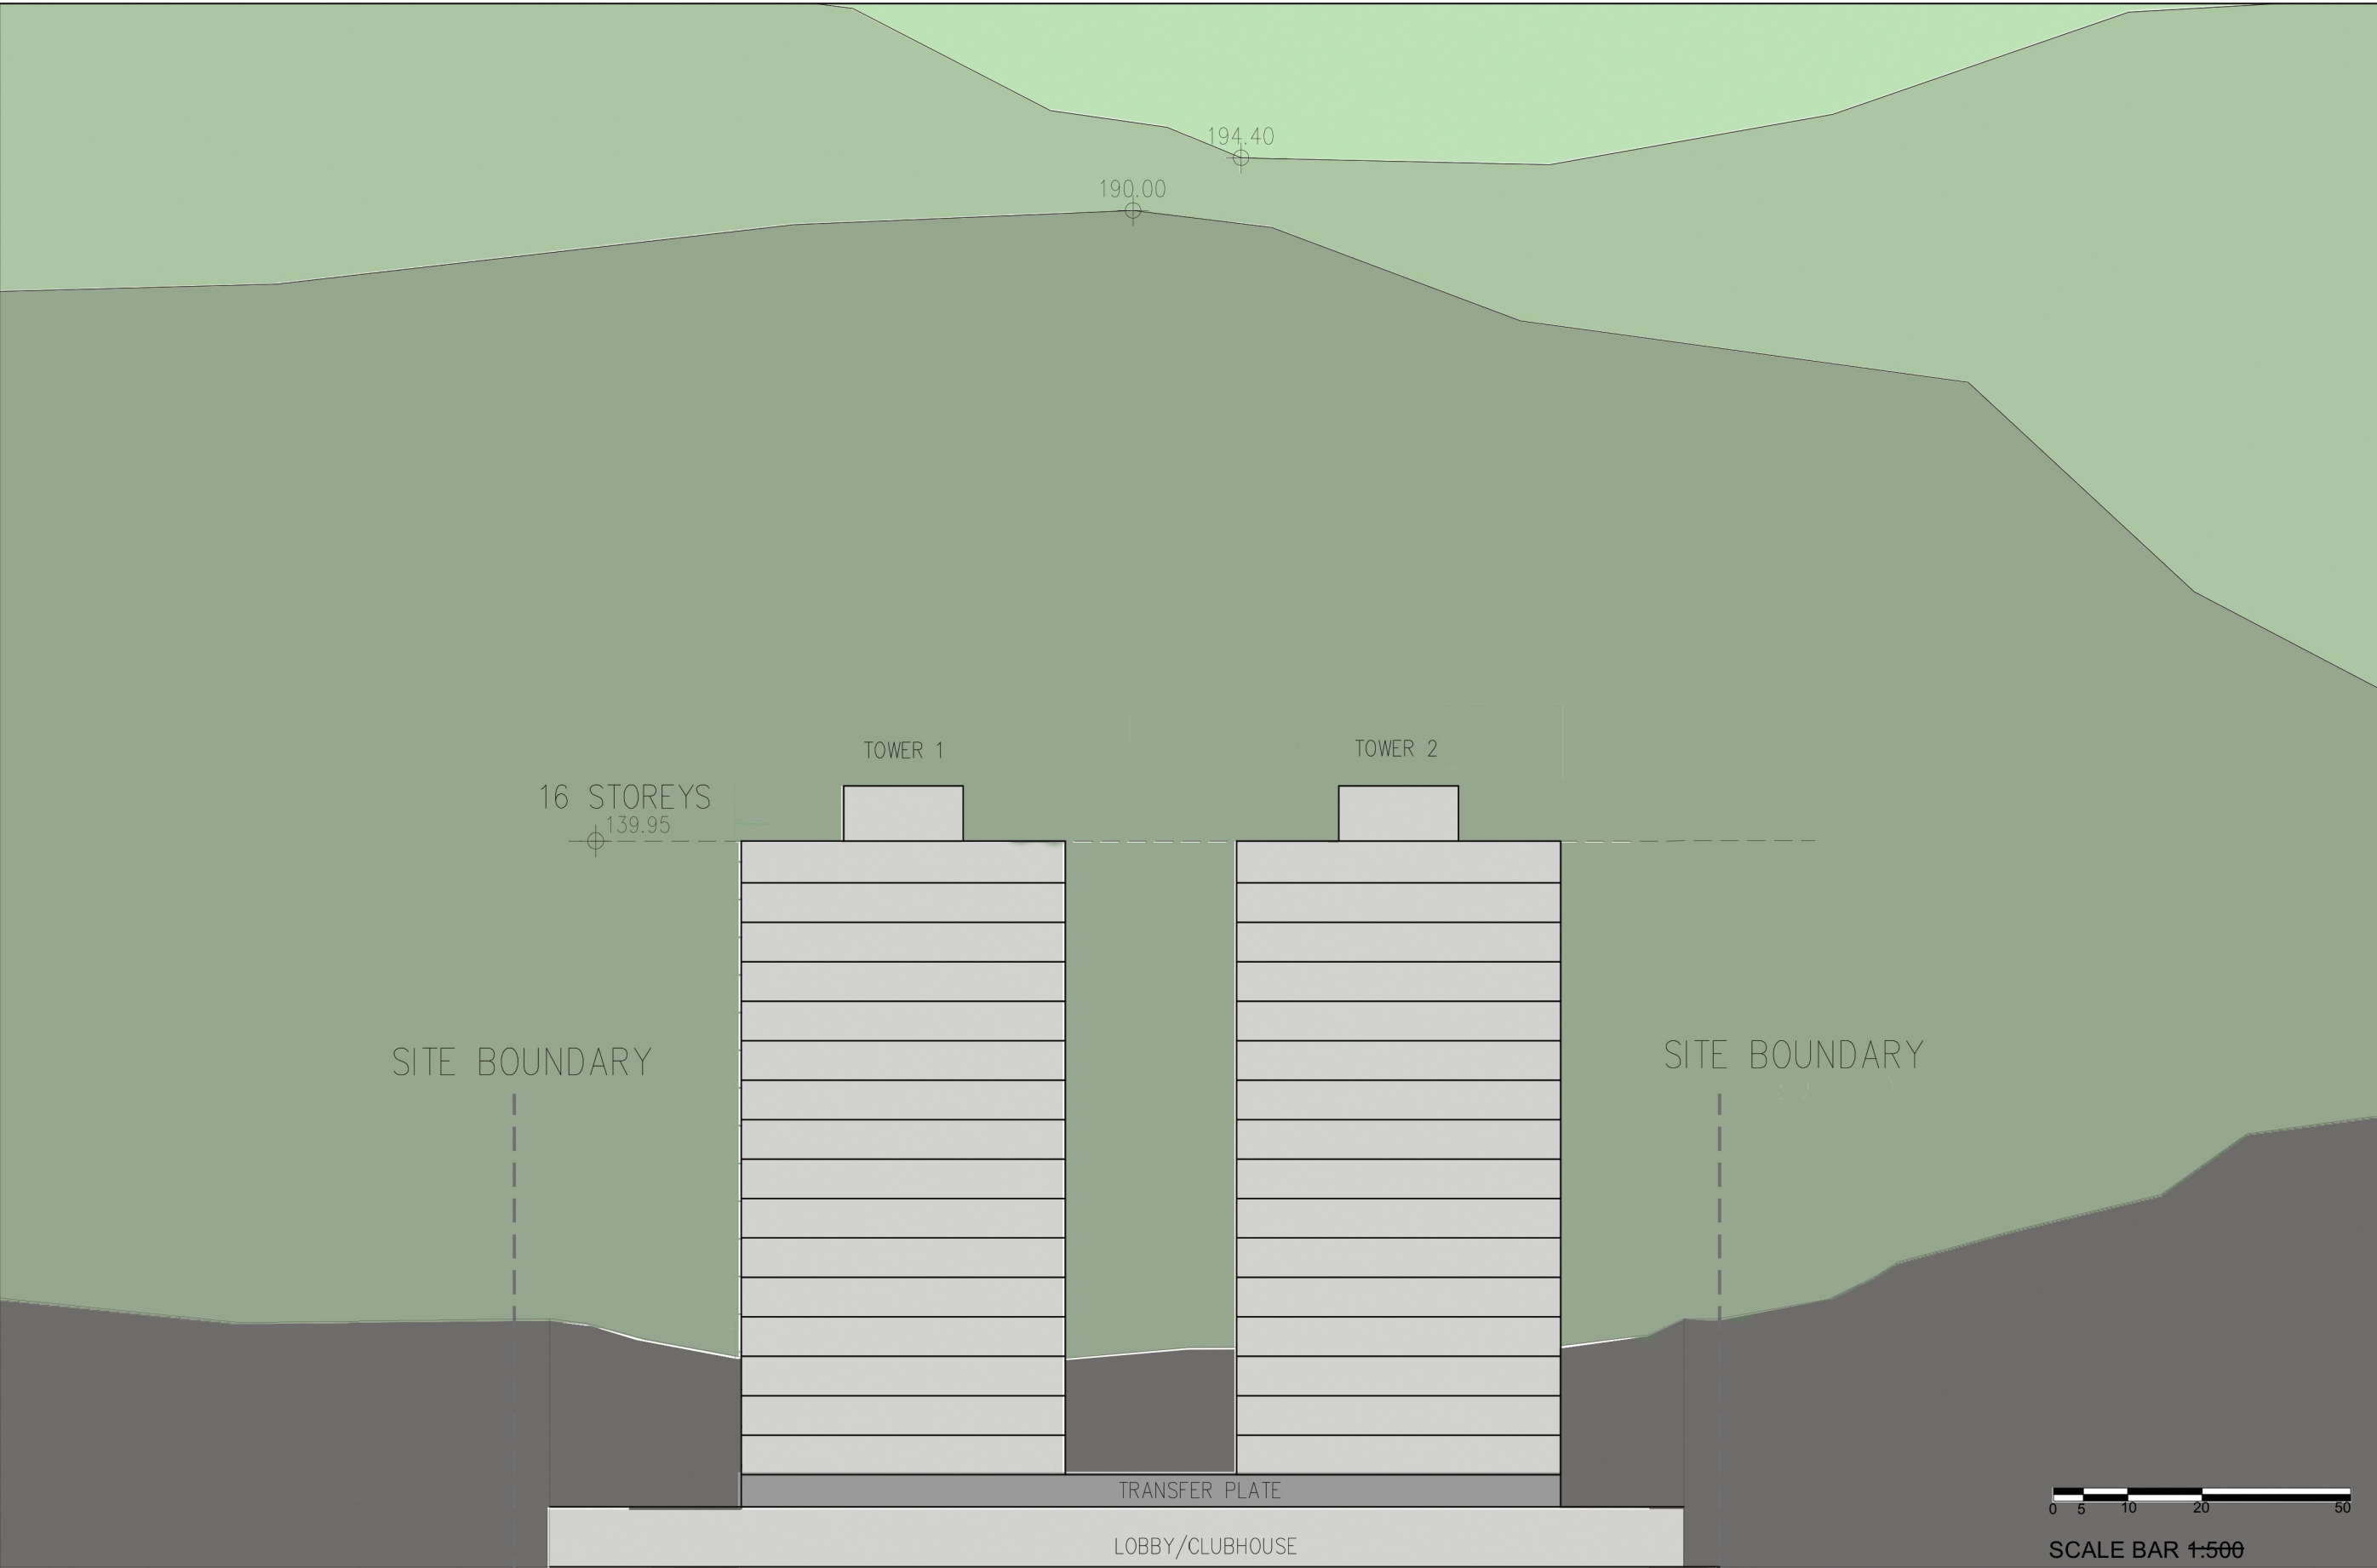 194.40
190.00
TOWER 1
TOWER 2
16 STOREYS
139.95
SITE BOUNDARY
SITE BOUNDARY
TRANSFER PLATE
LOBBY/CLUBHOUSE
0 5 10 20 50
SCALE BAR 1:500